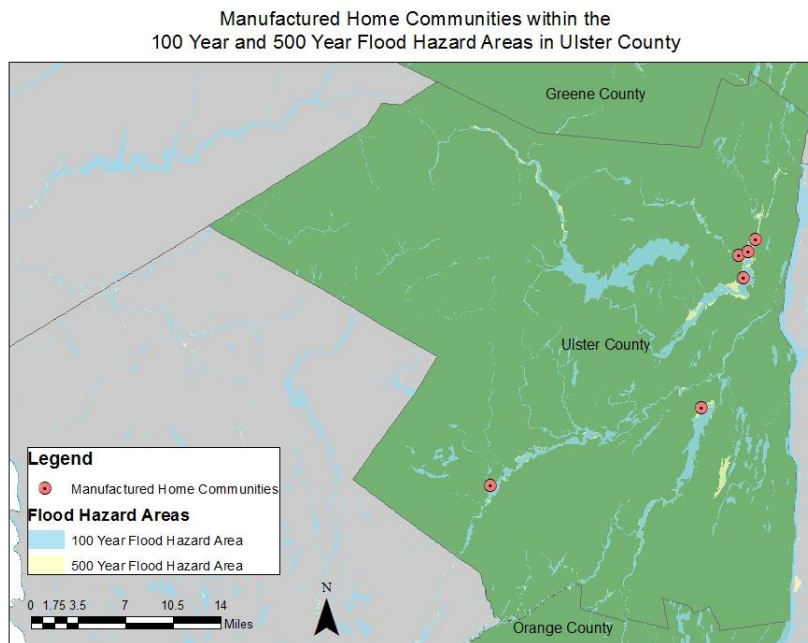 Manufactured Home Communities within the
100 Year and 500 Year Flood Hazard Areas in Ulster County
Greene County
Ulster County
Legend
Manufactured Home Communities
Flood Hazard Areas
100 Year Flood Hazard Area
500 Year Flood Hazard Area
N
0 1.75 3.5 7 10.5 14
Miles
Orange County